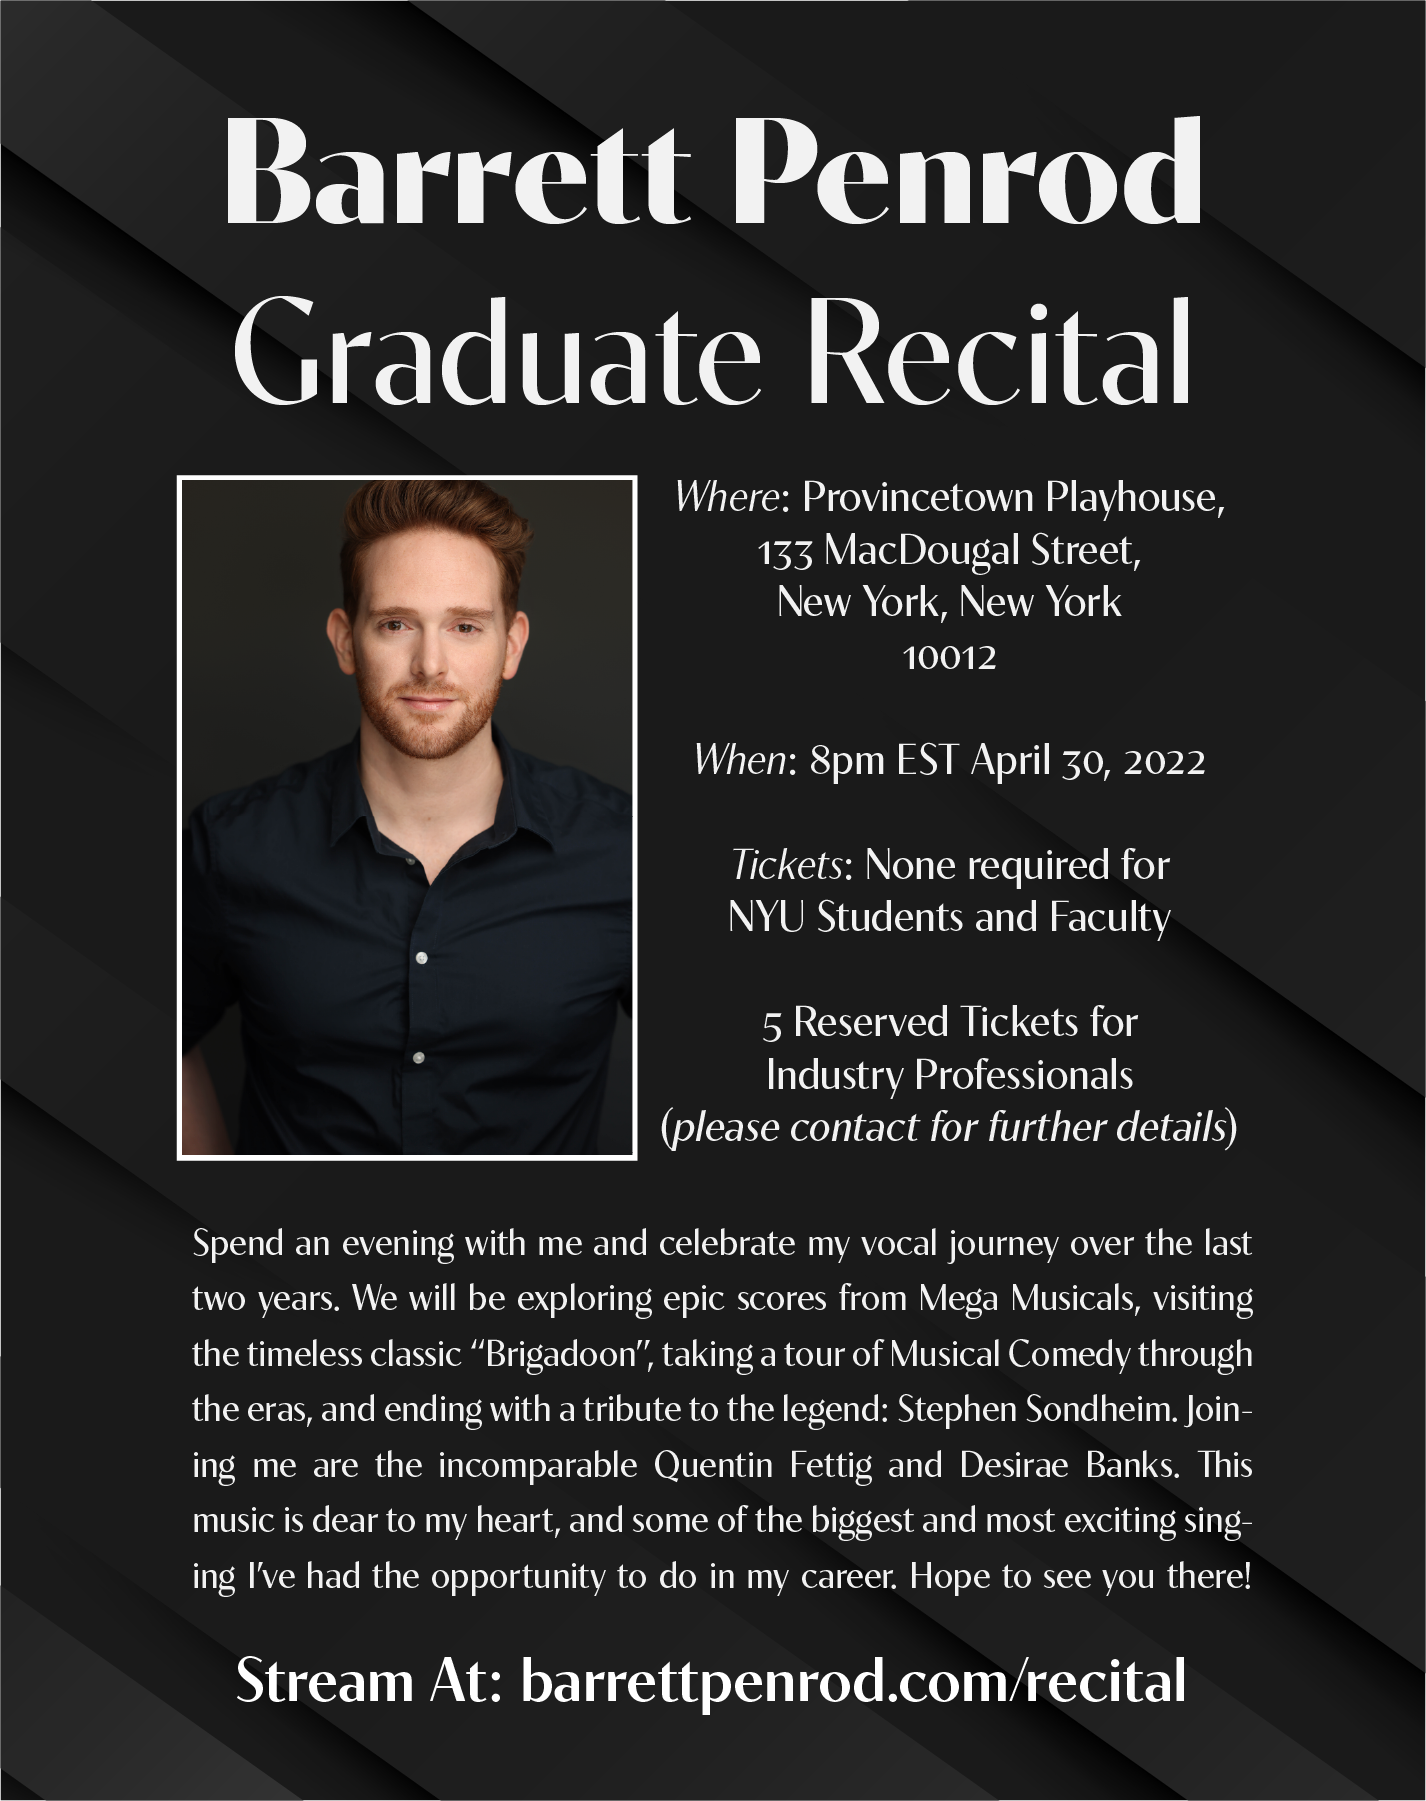 Barrett Penrod
Graduate Recital
Where: Provincetown Playhouse,
133 MacDougal Street,
New York, New York
10012
When: 8pm EST April 30, 2022
Tickets: None required for
NYU Students and Faculty
5 Reserved Tickets for
Industry Professionals
(please contact for further details)
Spend an evening with me and celebrate my vocal journey over the last
two years. We will be exploring epic scores from Mega Musicals, visiting
the timeless classic “Brigadoon”, taking a tour of Musical Comedy through
the eras, and ending with a tribute to the legend: Stephen Sondheim. Join-
ing me are the incomparable Quentin Fettig and Desirae Banks. This
music is dear to my heart, and some of the biggest and most exciting sing-
ing I’ve had the opportunity to do in my career. Hope to see you there!
Stream At: barrettpenrod.com/recital